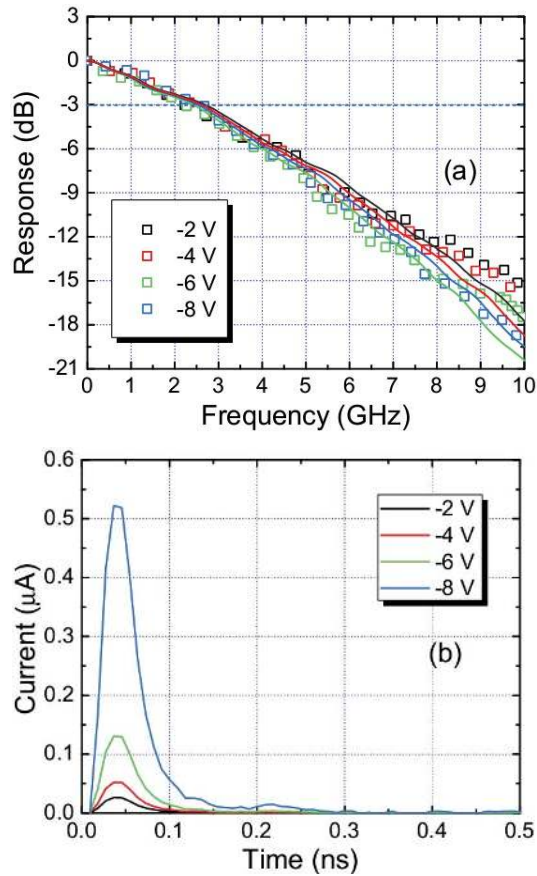 3
0
-3
-6
-9
-12
-15
-18
-21
Response (dB)
(a)
-2 V
-4 V
-6 V
-8 V
0 1 2 3 4 5 6 7 8 9 10
Frequency (GHz)
0.6
0.5
0.4
0.3
0.2
0.1
0.0
Current (μA)
-2 V
-4 V
-6 V
-8 V
(b)
0.0 0.1 0.2 0.3 0.4 0.5
Time (ns)